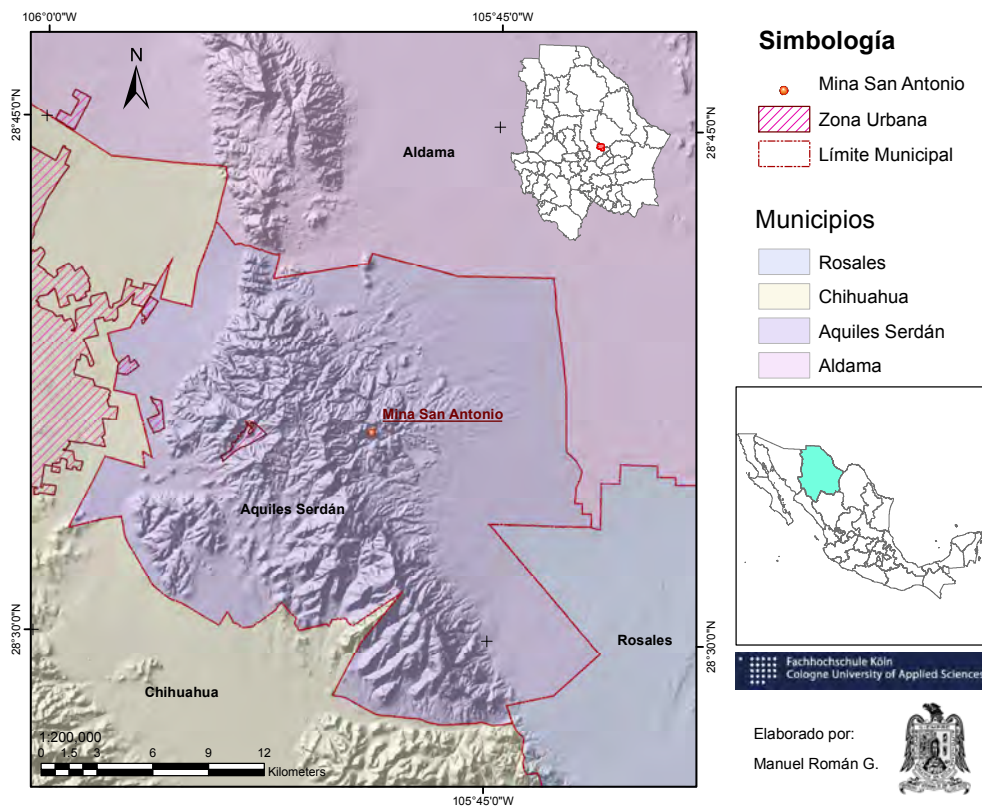 106°0'0"W
105°45'0"W
28°45'0"N
28°45'0"N
N
Aldama
Mina San Antonio
Aquiles Serdán
Rosales
Chihuahua
28°30'0"N
28°30'0"N
1:200,000
0 1.5 3 6 9 12
Kilometers
105°45'0"W
Simbología
Mina San Antonio
Zona Urbana
Límite Municipal
Municipios
Rosales
Chihuahua
Aquiles Serdán
Aldama
Fachhochschule Köln
Cologne University of Applied Sciences
Elaborado por:
Manuel Román G.